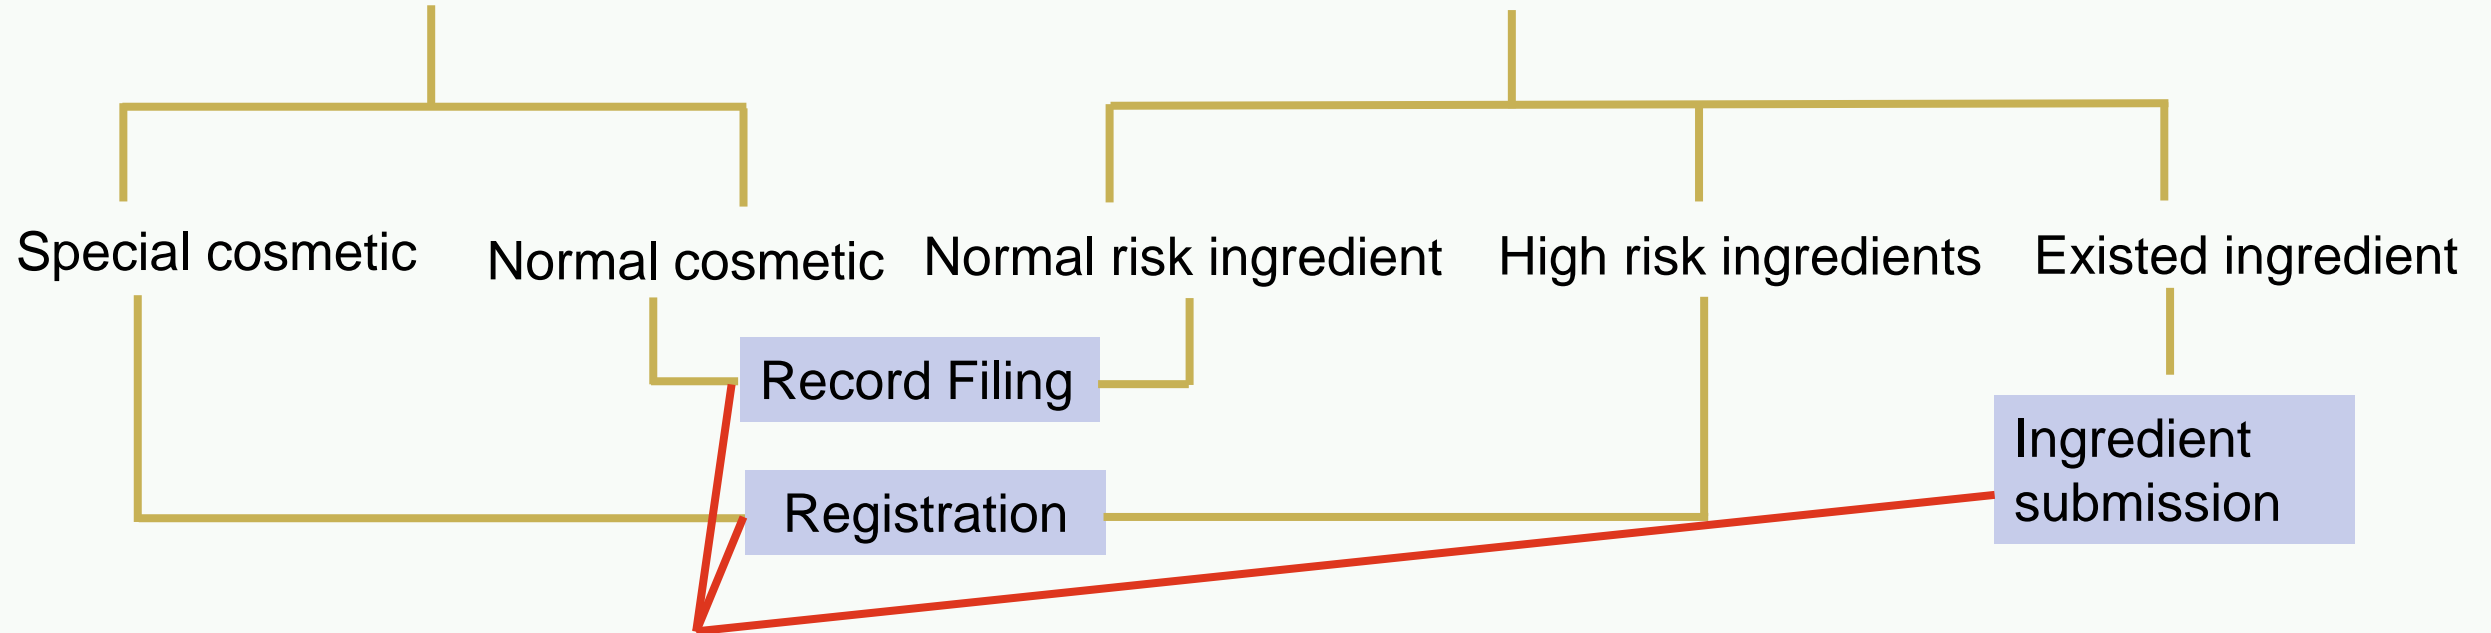 Special cosmetic
Normal cosmetic
Normal risk ingredient
High risk ingredients
Existed ingredient
Record Filing
Registration
Ingredient
submission